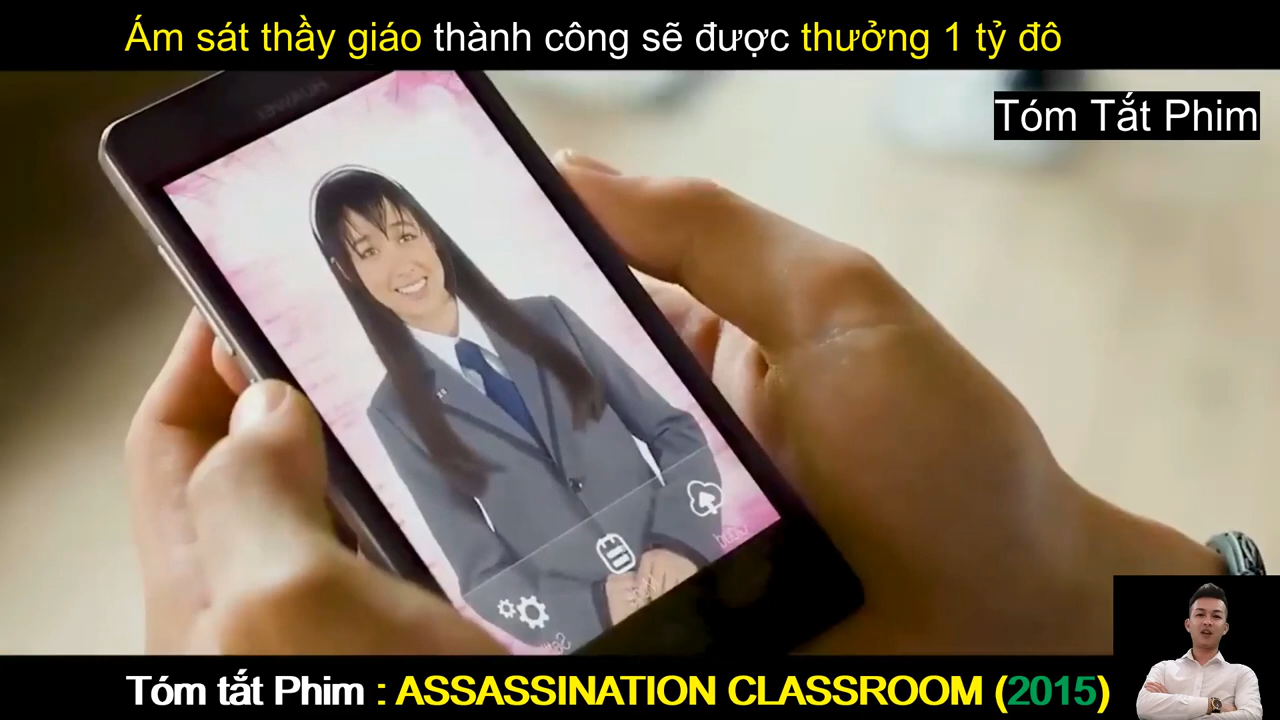 Ám sát thầy giáo thành công sẽ được thưởng 1 tỷ đô
Tóm Tắt Phim
HUAWEI
Tóm tắt Phim : ASSASSINATION CLASSROOM (2015)